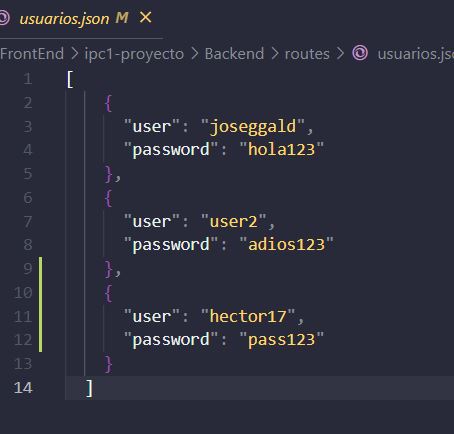 usuarios.json M ×
FrontEnd > ipc1-proyecto > Backend > routes > usuarios.js
1 [
2 {
3 "user": "joseggald",
4 "password": "hola123"
5 },
6 {
7 "user": "user2",
8 "password": "adios123"
9 },
10 {
11 "user": "hector17",
12 "password": "pass123"
13 }
14 ]